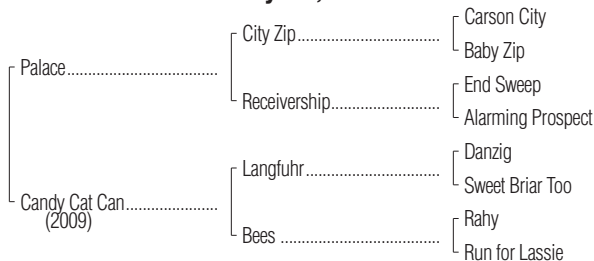 Carson City
City Zip
Baby Zip
Palace
End Sweep
Receivership
Alarming Prospect
Danzig
Langfuhr
Sweet Briar Too
Candy Cat Can
(2009)
Rahy
Bees
Run for Lassie